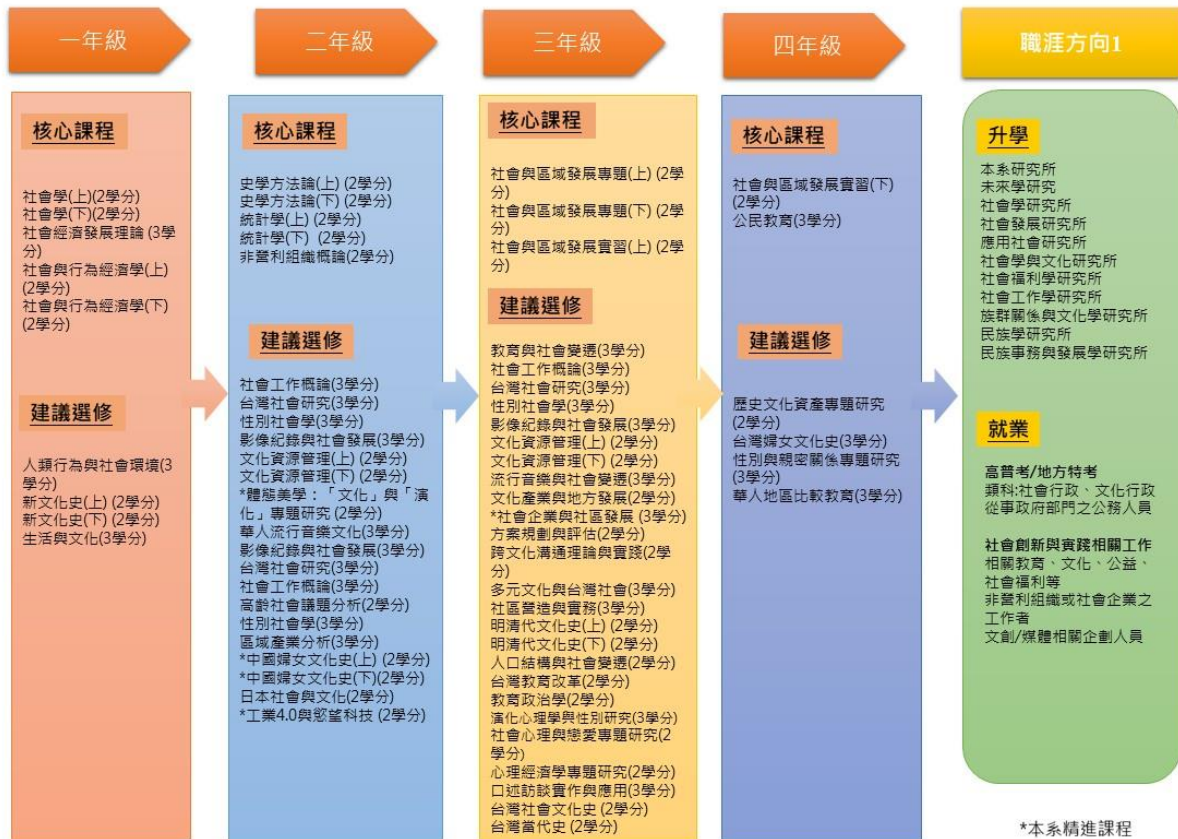 一年級
核心課程
社會學(上)(2學分)
社會學(下)(2學分)
社會經濟發展理論 (3學
分)
社會與行為經濟學(上)
(2學分)
社會與行為經濟學(下)
(2學分)
建議選修
人類行為與社會環境(3
學分)
新文化史(上) (2學分)
新文化史(下) (2學分)
生活與文化(3學分)
二年級
核心課程
史學方法論(上) (2學分)
史學方法論(下) (2學分)
統計學(上) (2學分)
統計學(下) (2學分)
非營利組織概論(2學分)
建議選修
社會工作概論(3學分)
台灣社會研究(3學分)
性別社會學(3學分)
影像紀錄與社會發展(3學分)
文化資源管理(上) (2學分)
文化資源管理(下) (2學分)
*體態美學：「文化」與「演
化」專題研究 (2學分)
華人流行音樂文化(3學分)
影像紀錄與社會發展(3學分)
台灣社會研究(3學分)
社會工作概論(3學分)
高齡社會議題分析(2學分)
性別社會學(3學分)
區域產業分析(3學分)
*中國婦女文化史(上) (2學分)
*中國婦女文化史(下)(2學分)
日本社會與文化(2學分)
*工業4.0與慾望科技 (2學分)
三年級
核心課程
社會與區域發展專題(上) (2學
分)
社會與區域發展專題(下) (2學
分)
社會與區域發展實習(上) (2學
分)
建議選修
教育與社會變遷(3學分)
社會工作概論(3學分)
台灣社會研究(3學分)
性別社會學(3學分)
影像紀錄與社會發展(3學分)
文化資源管理(上) (2學分)
文化資源管理(下) (2學分)
流行音樂與社會變遷(3學分)
文化產業與地方發展(2學分)
*社會企業與社區發展 (3學分)
方案規劃與評估(2學分)
跨文化溝通理論與實踐(2學
分)
多元文化與台灣社會(3學分)
社區營造與實務(3學分)
明清代文化史(上) (2學分)
明清代文化史(下) (2學分)
人口結構與社會變遷(2學分)
台灣教育改革(2學分)
教育政治學(2學分)
演化心理學與性別研究(3學分)
社會心理與戀愛專題研究(2
學分)
心理經濟學專題研究(2學分)
口述訪談實作與應用(3學分)
台灣社會文化史 (2學分)
台灣當代史 (2學分)
四年級
核心課程
社會與區域發展實習(下)
(2學分)
公民教育(3學分)
建議選修
歷史文化資產專題研究
(2學分)
台灣婦女文化史(3學分)
性別與親密關係專題研究
(3學分)
華人地區比較教育(3學分)
職涯方向1
升學
本系研究所
未來學研究
社會學研究所
社會發展研究所
應用社會研究所
社會學與文化研究所
社會福利學研究所
社會工作學研究所
族群關係與文化學研究所
民族學研究所
民族事務與發展學研究所
就業
高普考/地方特考
類科:社會行政、文化行政
從事政府部門之公務人員
社會創新與實踐相關工作
相關教育、文化、公益、
社會福利等
非營利組織或社會企業之
工作者
文創/媒體相關企劃人員
*本系精進課程